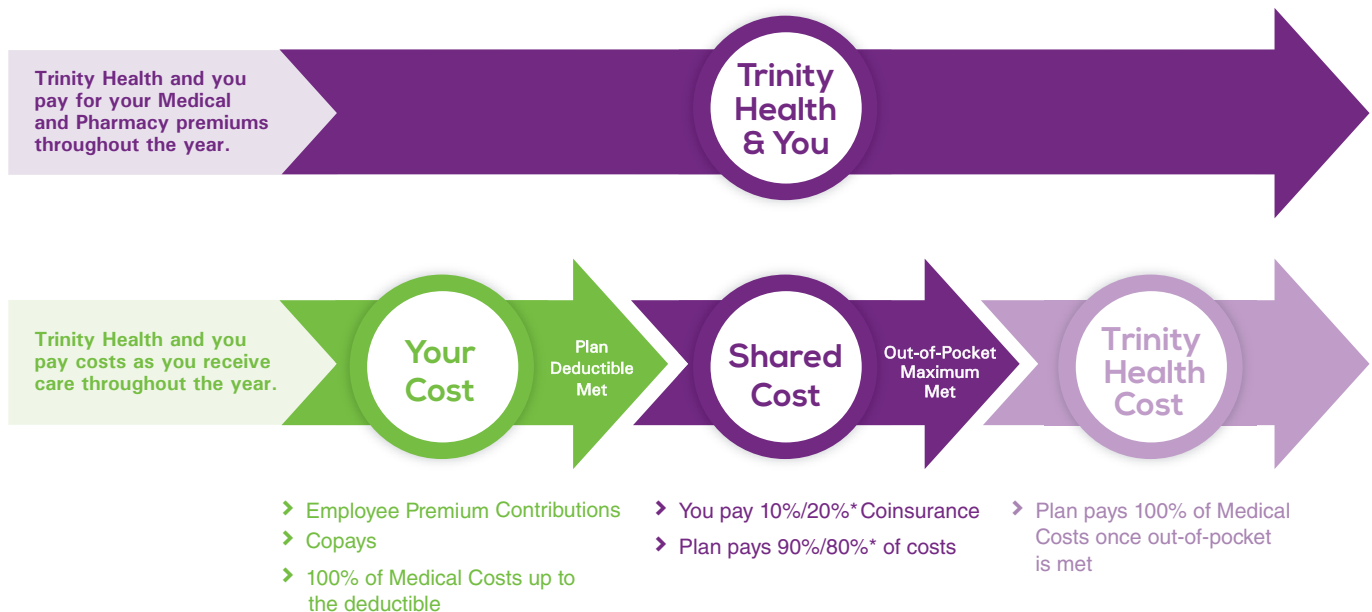 Trinity Health and you
pay for your Medical
and Pharmacy premiums
throughout the year.
Trinity
Health
& You
Trinity Health and you
pay costs as you receive
care throughout the year.
Your
Cost
Plan
Deductible
Met
Shared
Cost
Out-of-Pocket
Maximum
Met
Trinity
Health
Cost
Employee Premium Contributions
Copays
100% of Medical Costs up to
the deductible
You pay 10%/20%* Coinsurance
Plan pays 90%/80%* of costs
Plan pays 100% of Medical
Costs once out-of-pocket
is met